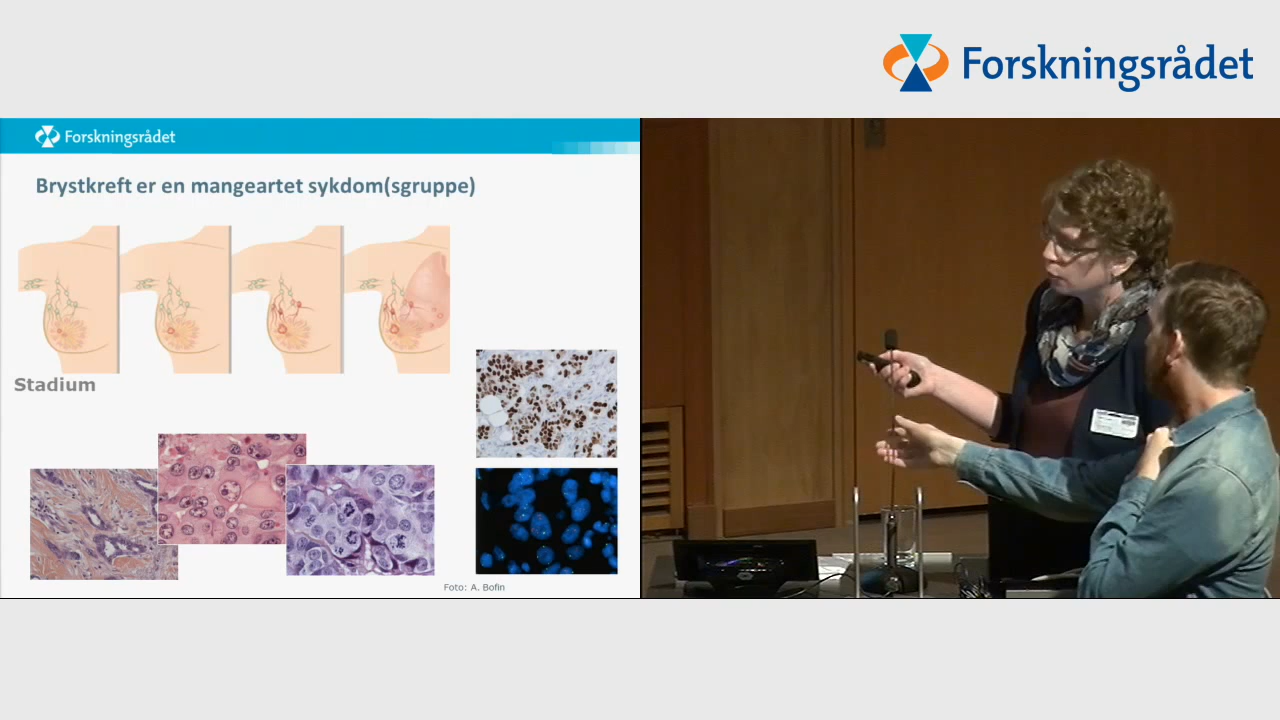 Forskningsrådet
Forskningsrådet
Brystkreft er en mangeartet sykdom(sgruppe)
Stadium
Foto: A. Bofin